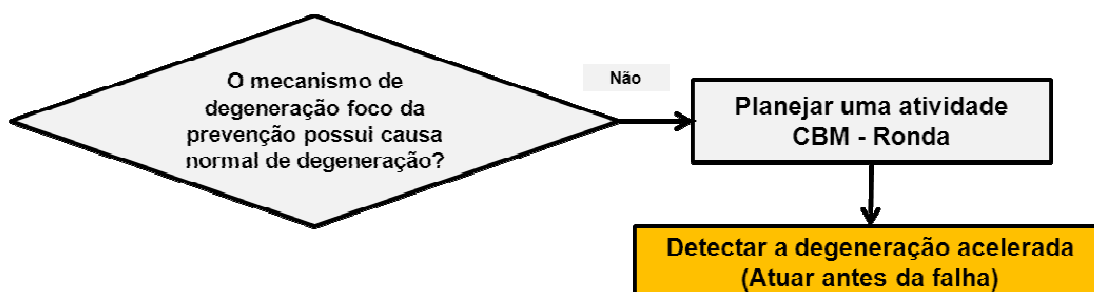 O mecanismo de
degeneração foco da
prevenção possui causa
normal de degeneração?
Não
Planejar uma atividade
CBM - Ronda
Detectar a degeneração acelerada
(Atuar antes da falha)